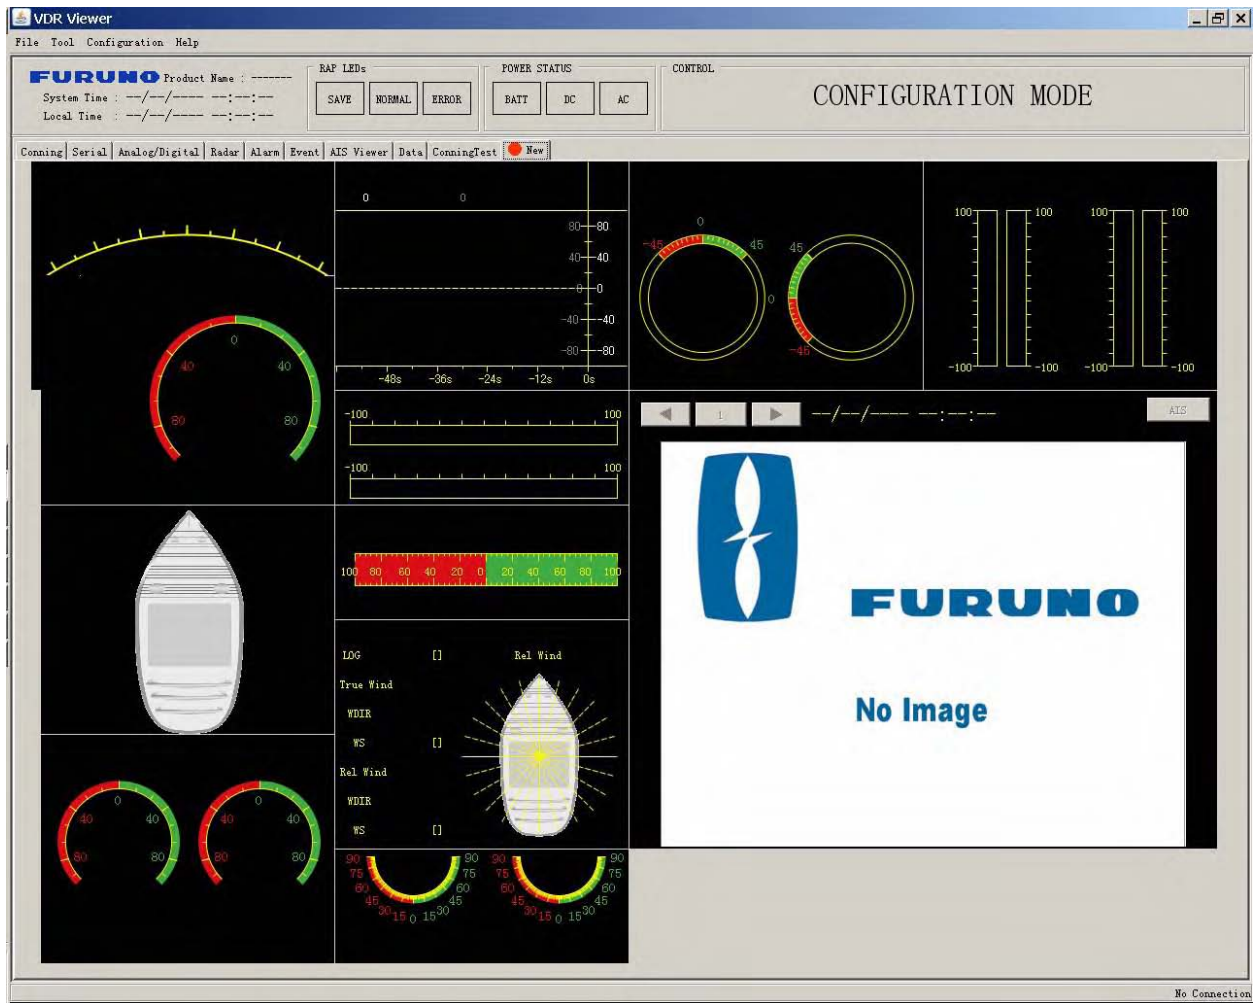 VDR Viewer
File Tool Configuration Help
FURUNO Product Name : -------
System Time : --/--/---- --:--:--
Local Time : --/--/---- --:--:--
RAP LEDs
SAVE NORMAL ERROR
POWER STATUS
BATT DC AC
CONTROL
CONFIGURATION MODE
Conning Serial Analog/Digital Radar Alarm Event AIS Viewer Data ConningTest New
0
40 40
80 80
0 0
80 80
40 40
0 0
-40 -40
-80 -80
-48s -36s -24s -12s 0s
0
-45 45
45
0
-45
100 100 100 100
-100 -100 -100 -100
-100 100
-100 100
1 --/--/---- --:--:-- AIS
FURUNO
No Image
100 80 60 40 20 0 20 40 60 80 100
LOG [] Rel Wind
True Wind
WDIR
WS []
Rel Wind
WDIR
WS []
0 0
40 40 40 40
80 80 80 80
90 90 90 90
75 75 75 75
60 60 60 60
45 45 45 45
30 30 30 30
15 0 15 15 0 15
No Connection